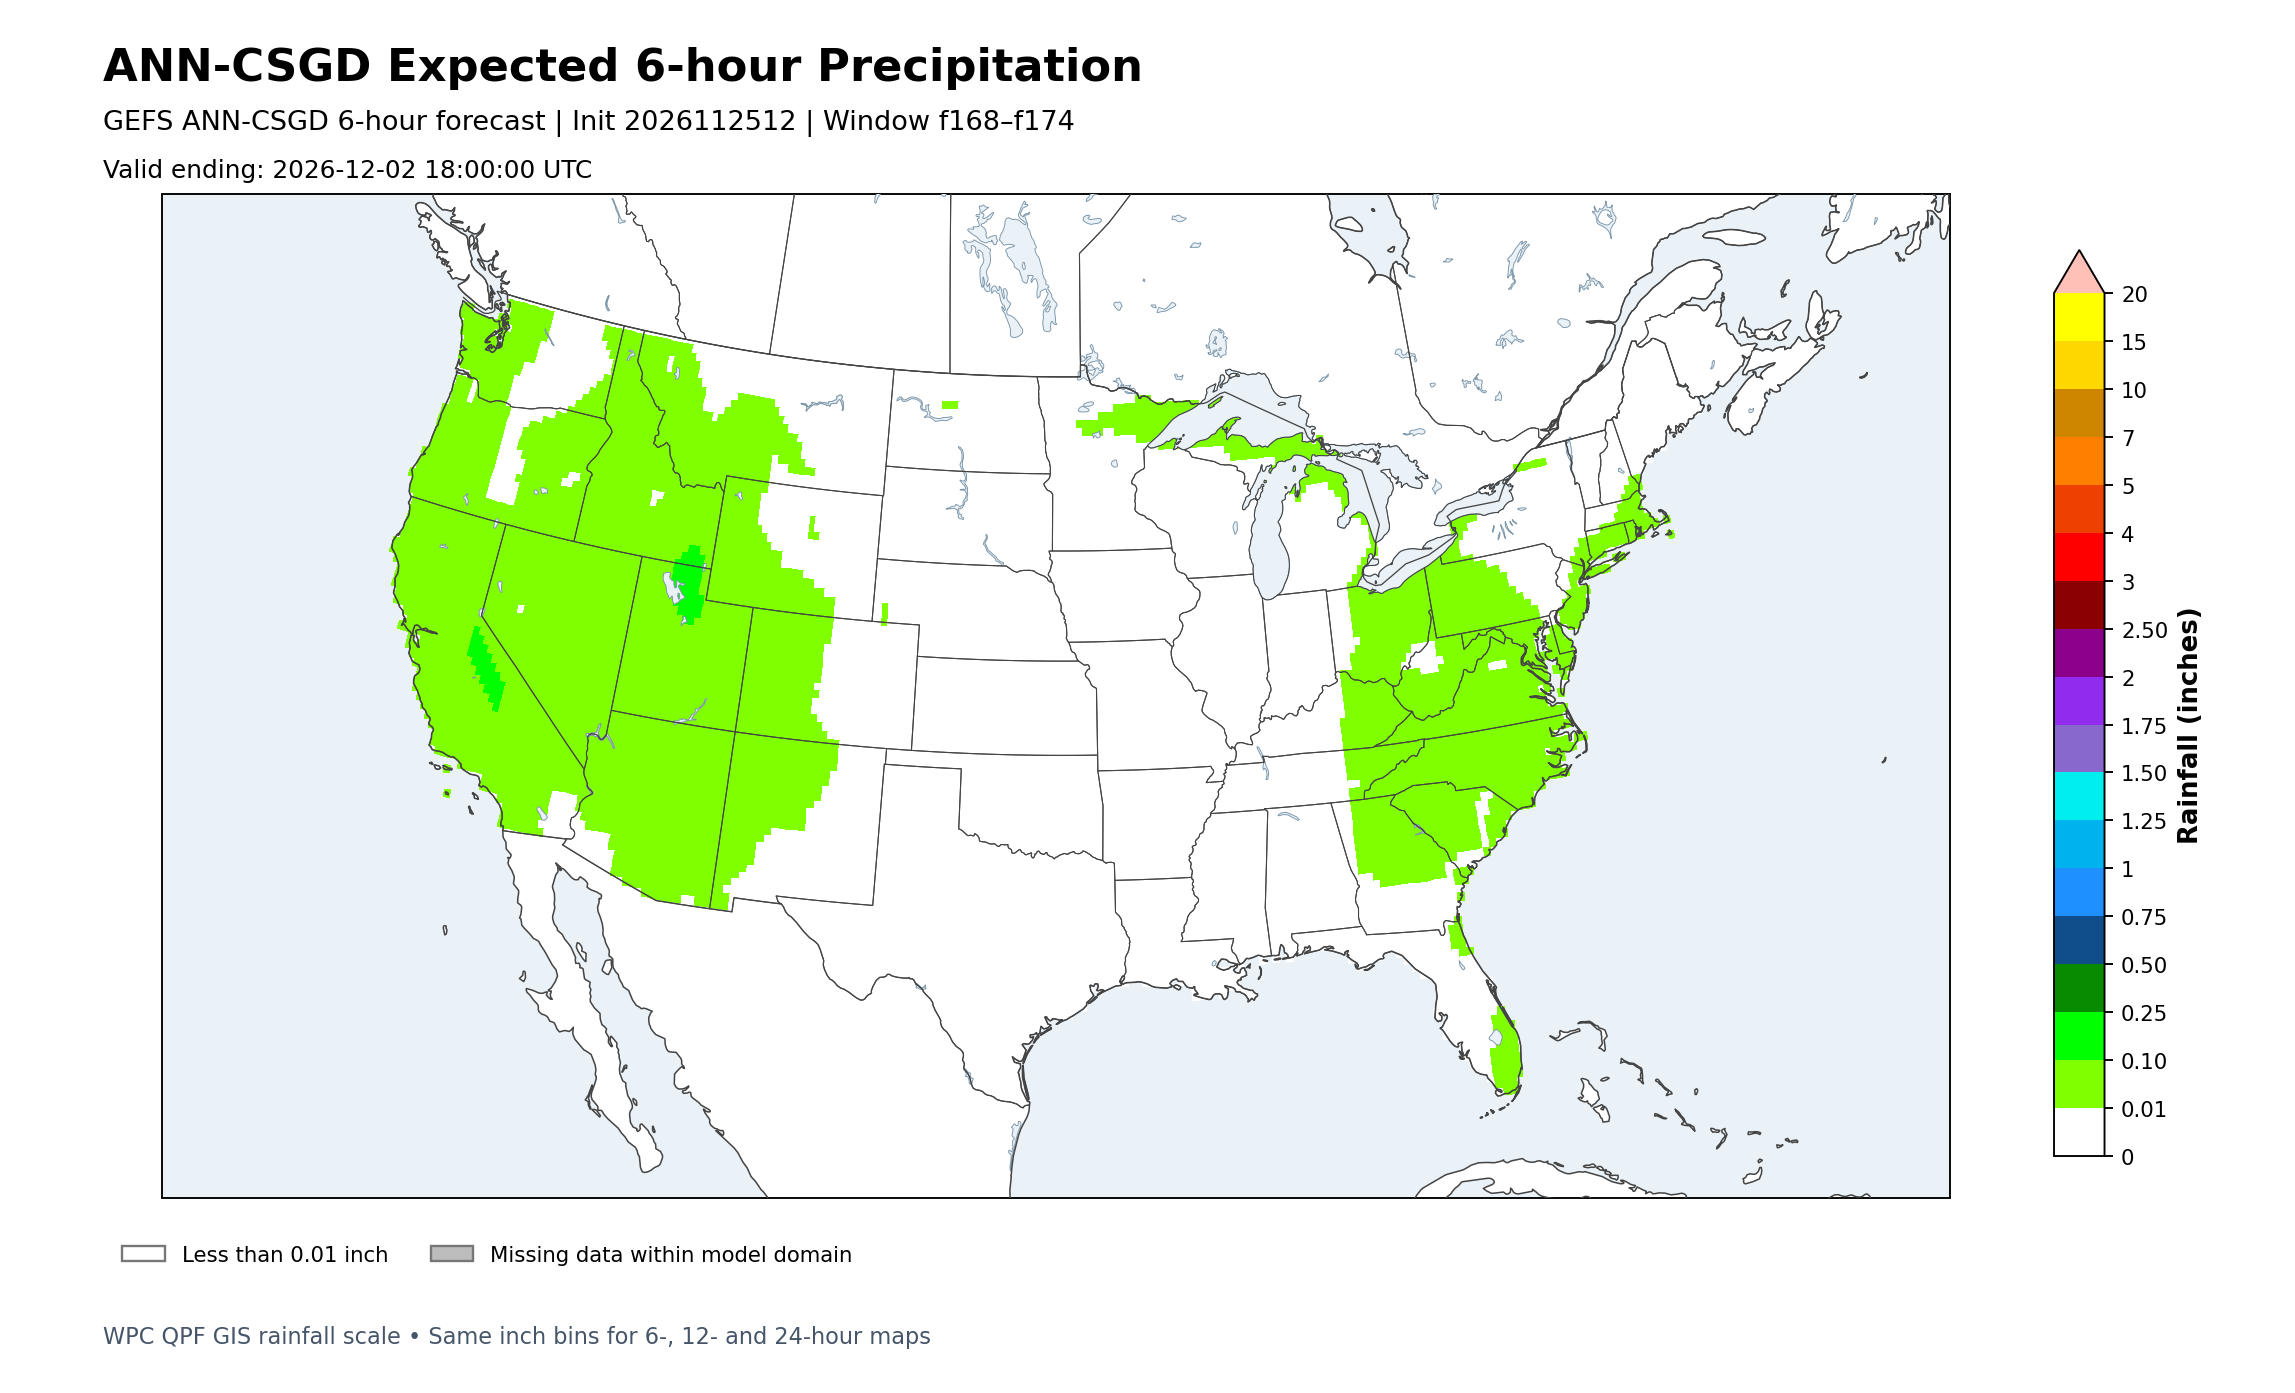 ANN-CSGD Expected 6-hour Precipitation
GEFS ANN-CSGD 6-hour forecast | Init 2026112512 | Window f168–f174
Valid ending: 2026-12-02 18:00:00 UTC
20
15
10
7
5
4
3
2.50
2
1.75
1.50
1.25
1
0.75
0.50
0.25
0.10
0.01
0
Rainfall (inches)
Less than 0.01 inch
Missing data within model domain
WPC QPF GIS rainfall scale • Same inch bins for 6-, 12- and 24-hour maps